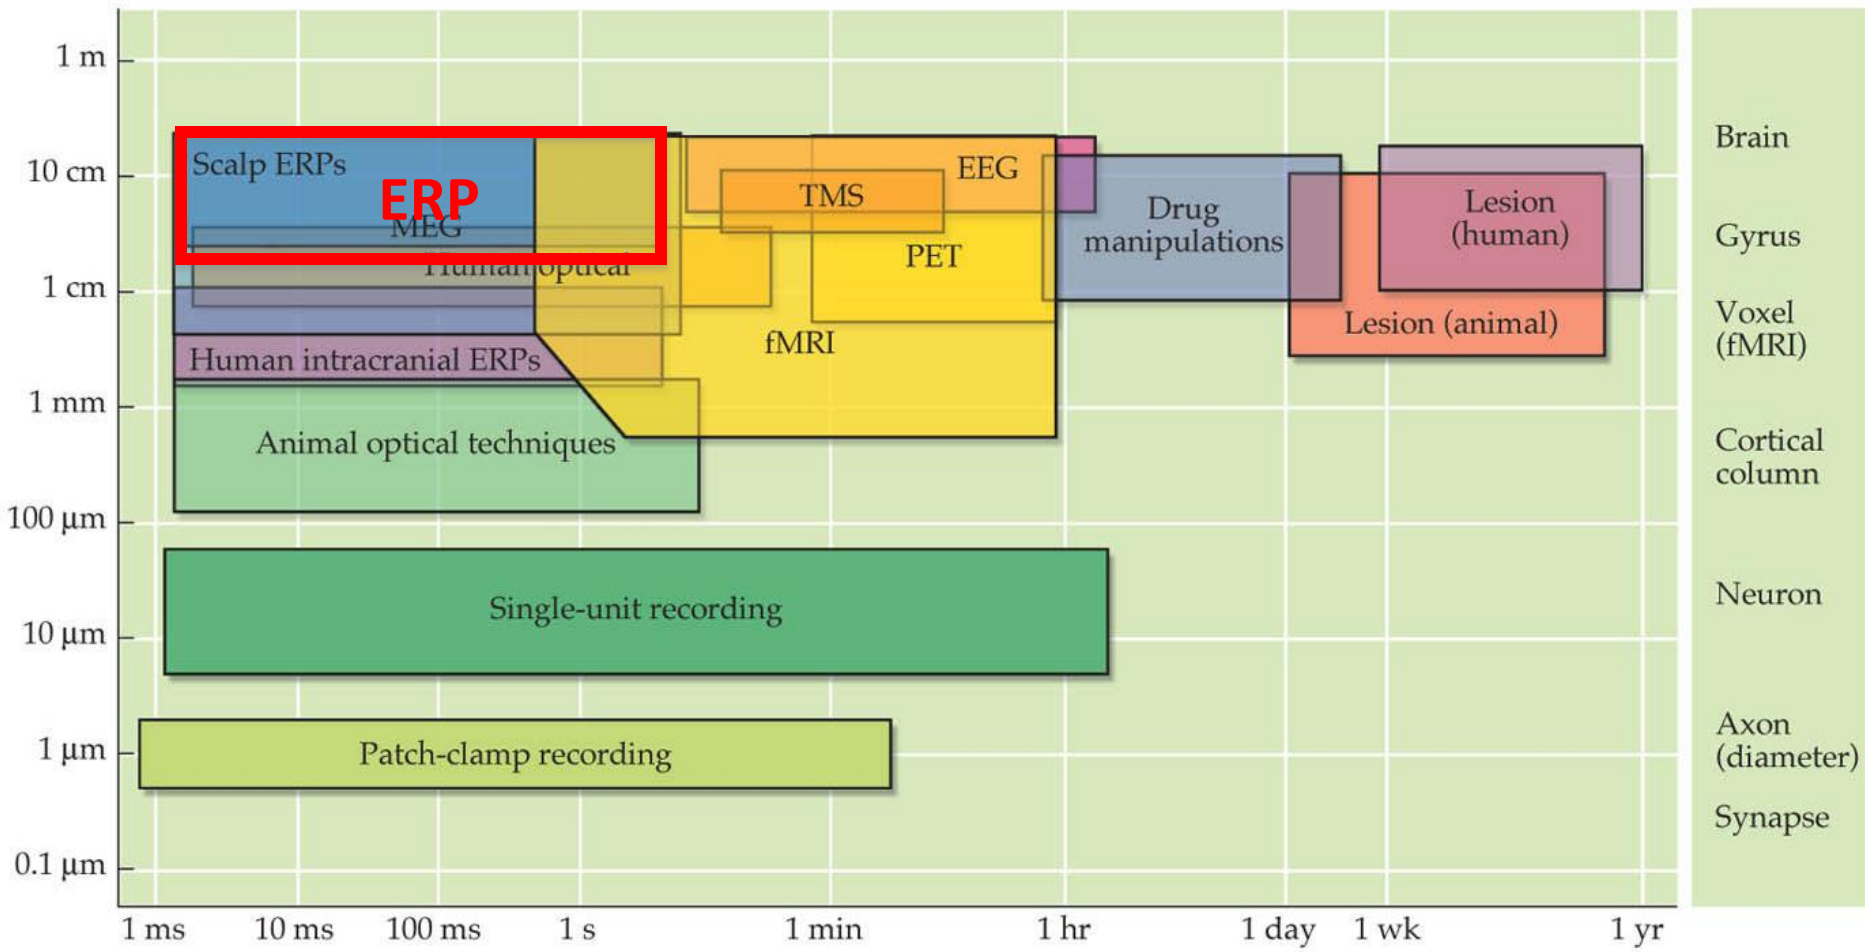 1 m
10 cm
1 cm
1 mm
100 µm
10 µm
1 µm
0.1 µm
Scalp ERPs
ERP
MEG
Human optical
Human intracranial ERPs
Animal optical techniques
EEG
TMS
PET
fMRI
Drug
manipulations
Lesion
(human)
Lesion (animal)
Single-unit recording
Patch-clamp recording
Brain
Gyrus
Voxel
(fMRI)
Cortical
column
Neuron
Axon
(diameter)
Synapse
1 ms
10 ms
100 ms
1 s
1 min
1 hr
1 day
1 wk
1 yr